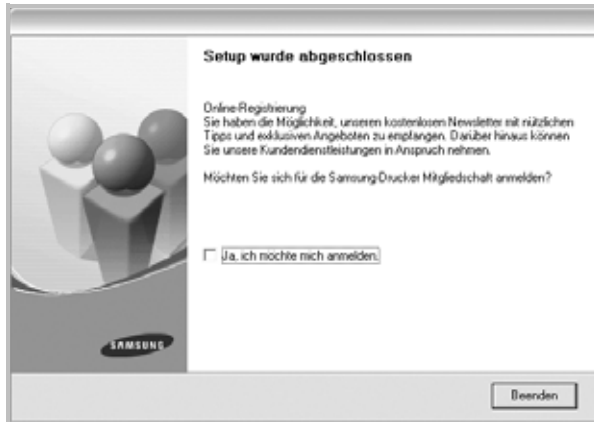 Setup wurde abgeschlossen
Online-Registrierung
Sie haben die Möglichkeit, unseren kostenlosen Newsletter mit nützlichen
Tipps und exklusiven Angeboten zu empfangen. Darüber hinaus können
Sie unsere Kundendienstleistungen in Anspruch nehmen.
Möchten Sie sich für die Samsung-Drucker Mitgliedschaft anmelden?
Ja, ich möchte mich anmelden.
SAMSUNG
Beenden